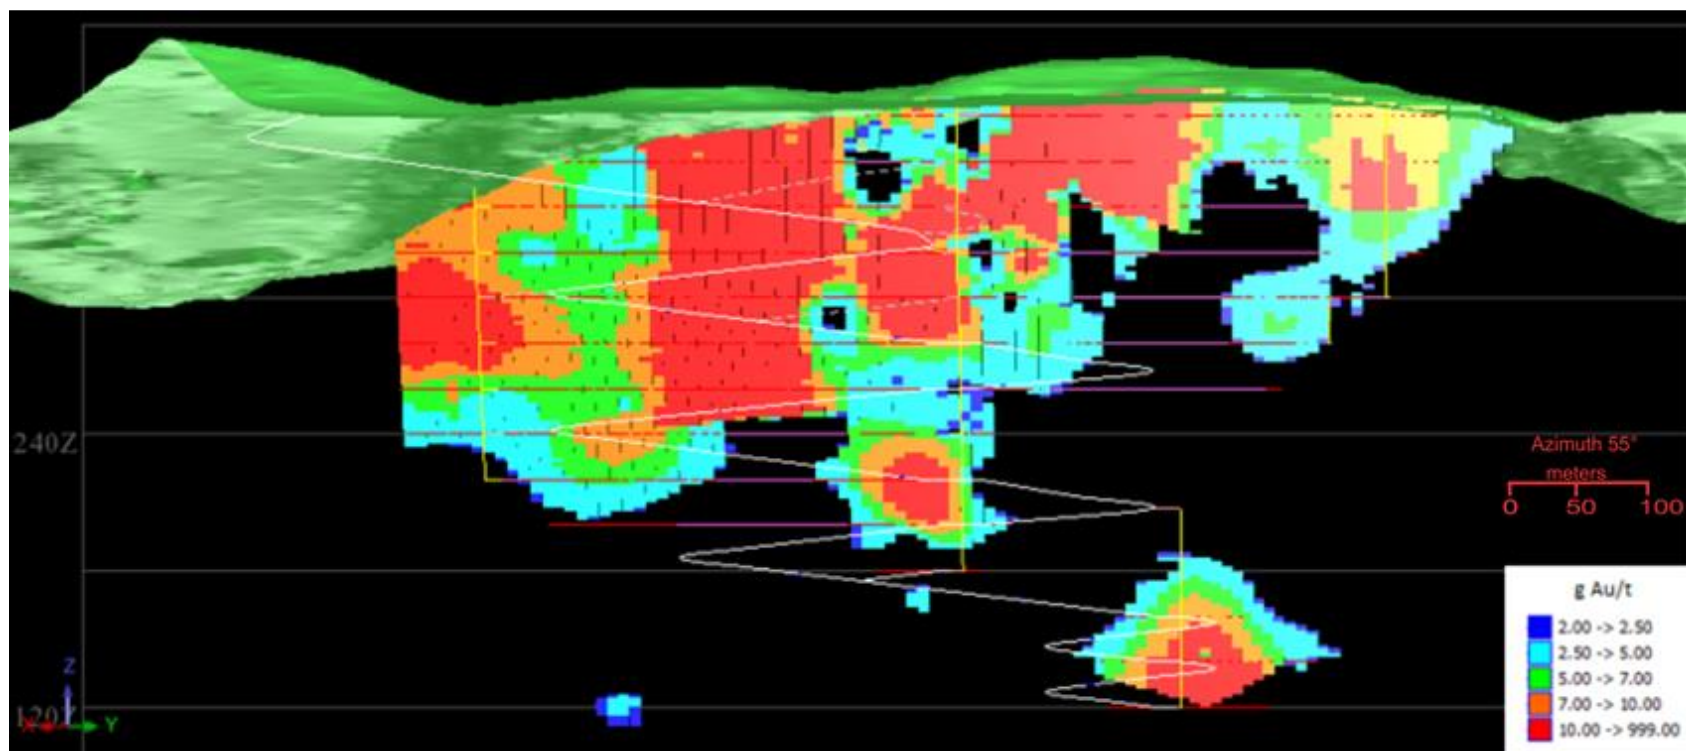 240Z
Azimuth 55°
meters
0 50 100
g Au/t
2.00 -> 2.50
2.50 -> 5.00
5.00 -> 7.00
7.00 -> 10.00
10.00 -> 999.00
Z
120Z
X Y